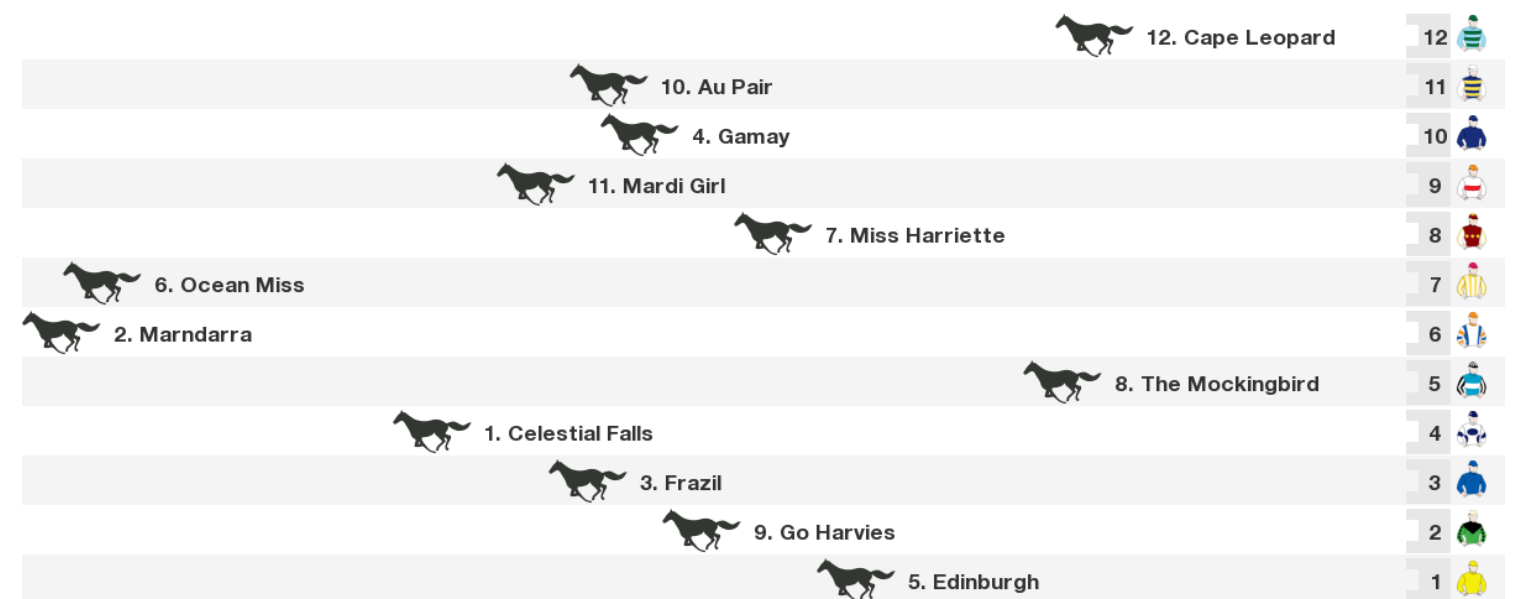 12. Cape Leopard 12
10. Au Pair 11
4. Gamay 10
11. Mardi Girl 9
7. Miss Harriette 8
6. Ocean Miss 7
2. Marndarra 6
8. The Mockingbird 5
1. Celestial Falls 4
3. Frazil 3
9. Go Harvies 2
5. Edinburgh 1